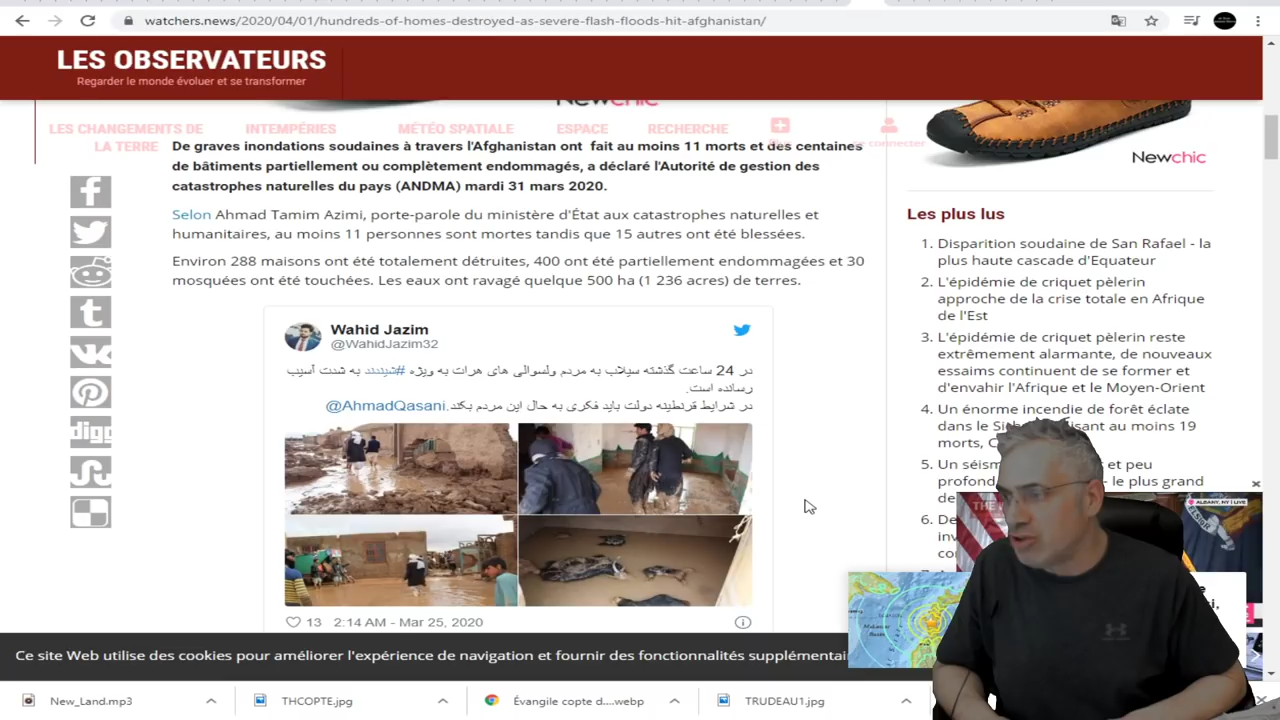 watchers.news/2020/04/01/hundreds-of-homes-destroyed-as-severe-flash-floods-hit-afghanistan/
LES OBSERVATEURS
Regarder le monde évoluer et se transformer
Newchic
LES CHANGEMENTS DE
LA TERRE
INTEMPÉRIES
MÉTÉO SPATIALE
ESPACE
RECHERCHE
connecter
De graves inondations soudaines à travers l'Afghanistan ont fait au moins 11 morts et des centaines
de bâtiments partiellement ou complètement endommagés, a déclaré l'Autorité de gestion des
catastrophes naturelles du pays (ANDMA) mardi 31 mars 2020.
Selon Ahmad Tamim Azimi, porte-parole du ministère d'État aux catastrophes naturelles et
humanitaires, au moins 11 personnes sont mortes tandis que 15 autres ont été blessées.
Environ 288 maisons ont été totalement détruites, 400 ont été partiellement endommagées et 30
mosquées ont été touchées. Les eaux ont ravagé quelque 500 ha (1 236 acres) de terres.
Wahid Jazim
@WahidJazim32
در 24 ساعت گذشته سیلاب به مردم ولسوالی های هرات به ویژه #شیندند به شدت آسیب
رسانده است.
در شرایط قرنطینه دولت باید فکری به حال این مردم بکند.@AhmadQasani
13 2:14 AM - Mar 25, 2020
digg
Newchic
Les plus lus
1. Disparition soudaine de San Rafael - la
plus haute cascade d'Equateur
2. L'épidémie de criquet pèlerin
approche de la crise totale en Afrique
de l'Est
3. L'épidémie de criquet pèlerin reste
extrêmement alarmante, de nouveaux
essaims continuent de se former et
d'envahir l'Afrique et le Moyen-Orient
4. Un énorme incendie de forêt éclate
dans le isant au moins 19
morts,
5. Un séis et peu
profond - le plus grand
6.
ALBANY, NY | LIVE
Ce site Web utilise des cookies pour améliorer l'expérience de navigation et fournir des fonctionnalités supplémentai
New_Land.mp3
THCOPTE.jpg
Évangile copte d....webp
TRUDEAU1.jpg